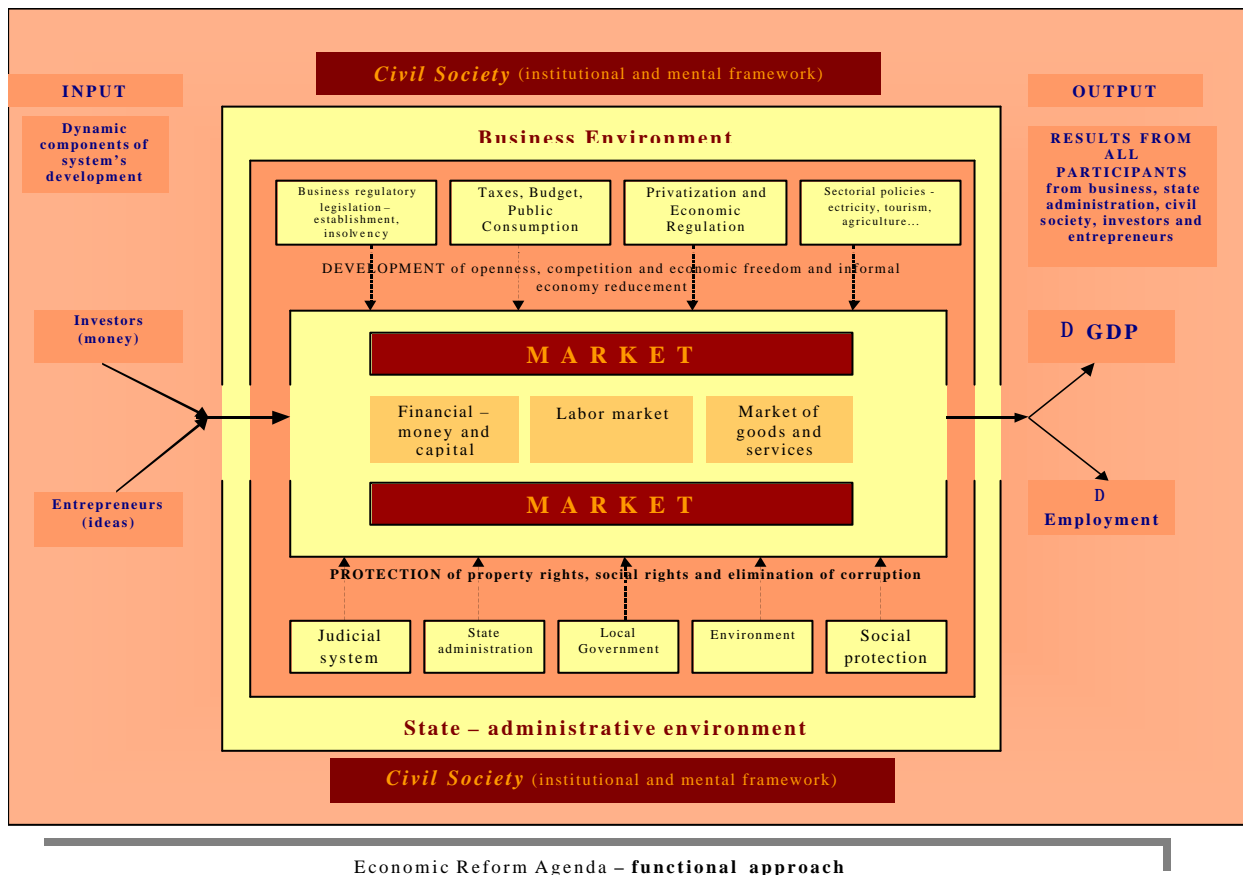 Civil Society (institutional and mental framework)
INPUT
Dynamic
components of
system's
development
OUTPUT
RESULTS FROM
ALL
PARTICIPANTS
from business, state
administration, civil
society, investors and
entrepreneurs
Business Environment
Business regulatory
legislation –
establishment,
insolvency
Taxes, Budget,
Public
Consumption
Privatization and
Economic
Regulation
Sectorial policies -
ectricity, tourism,
agriculture...
DEVELOPMENT of openness, competition and economic freedom and informal
economy reducement
Investors
(money)
Entrepreneurs
(ideas)
MARKET
Financial –
money and
capital
Labor market
Market of
goods and
services
MARKET
D GDP
D
Employment
PROTECTION of property rights, social rights and elimination of corruption
Judicial
system
State
administration
Local
Government
Environment
Social
protection
State – administrative environment
Civil Society (institutional and mental framework)
Economic Reform Agenda – functional approach